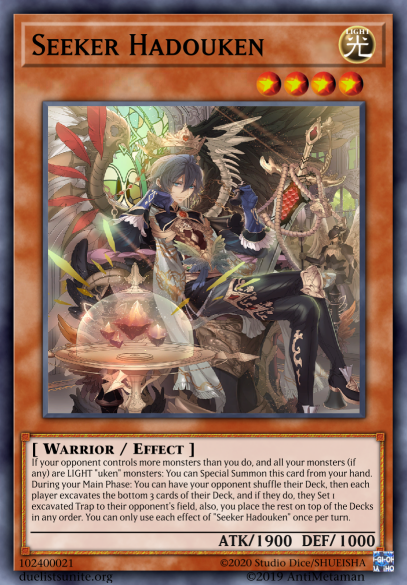 SEEKER HADOUKEN
LIGHT
光
[ Warrior / Effect ]
If your opponent controls more monsters than you do, and all your monsters (if
any) are LIGHT "uken" monsters: You can Special Summon this card from your hand.
During your Main Phase: You can have your opponent shuffle their Deck, then each
player excavates the bottom 3 cards of their Deck, and if they do, they Set 1
excavated Trap to their opponent's field, also, you place the rest on top of the Decks
in any order. You can only use each effect of "Seeker Hadouken" once per turn.
ATK/1900 DEF/1000
102400021
©2020 Studio Dice/SHUEISHA
duelistsunite.org
©2019 AntiMetaman